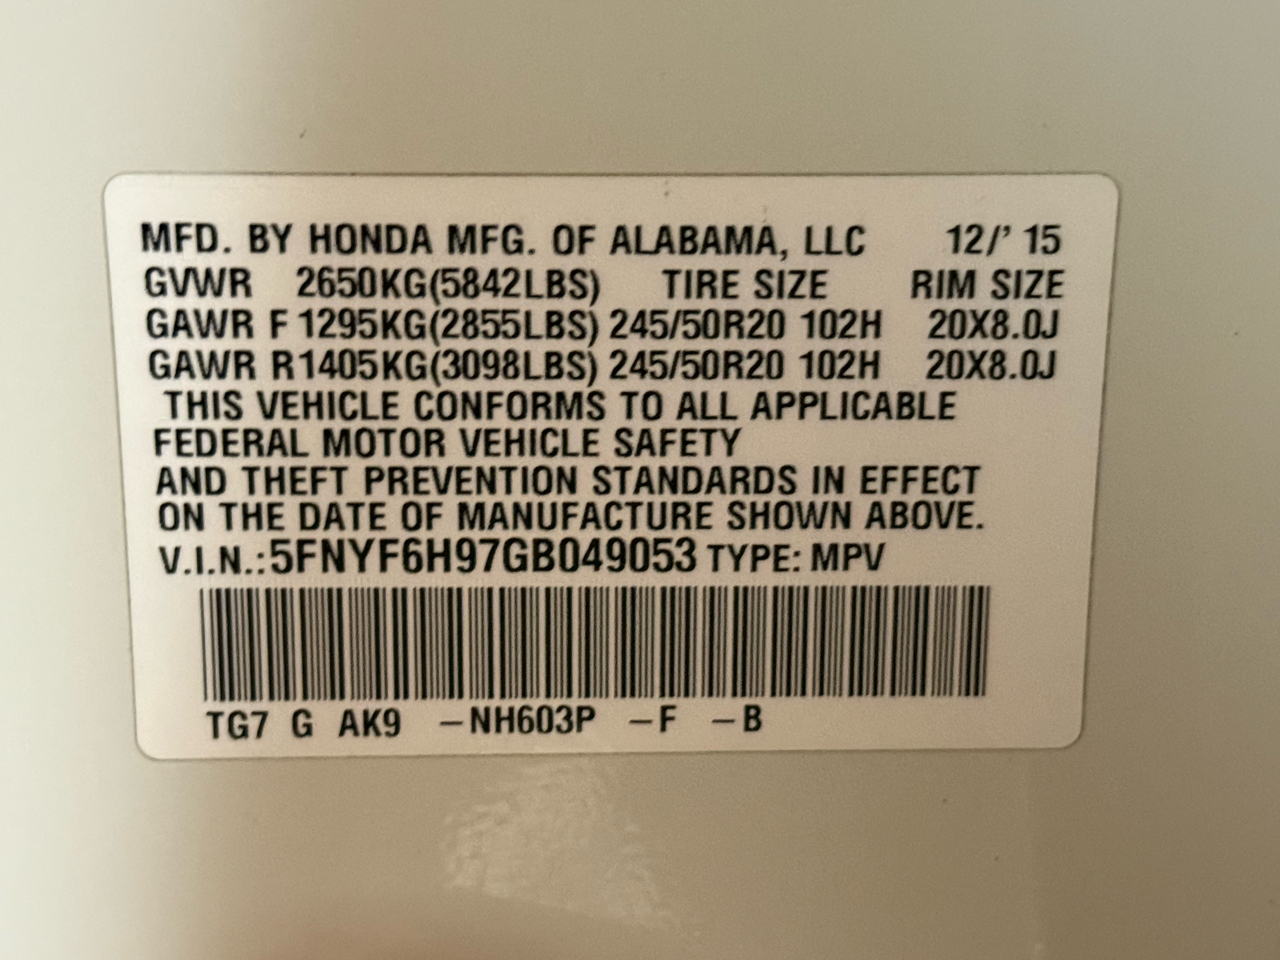 MFD. BY HONDA MFG. OF ALABAMA, LLC 12/' 15
GVWR 2650KG(5842LBS) TIRE SIZE RIM SIZE
GAWR F 1295KG(2855LBS) 245/50R20 102H 20X8.0J
GAWR R1405KG(3098LBS) 245/50R20 102H 20X8.0J
THIS VEHICLE CONFORMS TO ALL APPLICABLE
FEDERAL MOTOR VEHICLE SAFETY
AND THEFT PREVENTION STANDARDS IN EFFECT
ON THE DATE OF MANUFACTURE SHOWN ABOVE.
V.I.N.:5FNYF6H97GB049053 TYPE: MPV
TG7 G AK9 –NH603P –F –B